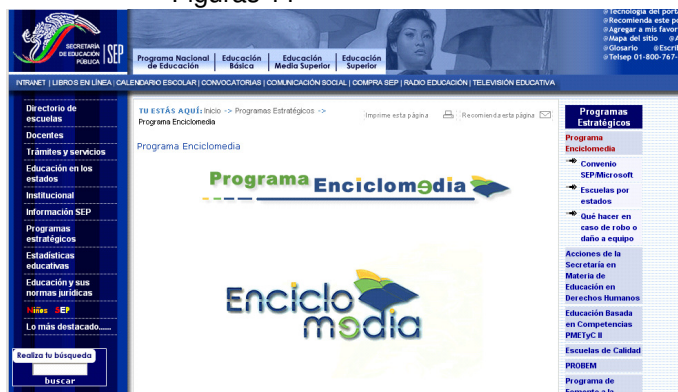 @Tecnología del port
@Recomienda este po
@Agregar a mis favor
@Mapa del sitio @A
@Glosario @Escri
@Telsep 01-800-767-
SECRETARÍA
DE EDUCACIÓN
PÚBLICA
SEP
Programa Nacional
de Educación
Educación
Básica
Educación
Media Superior
Educación
Superior
INTRANET | LIBROS EN LÍNEA | CALENDARIO ESCOLAR | CONVOCATORIAS | COMUNICACIÓN SOCIAL | COMPRA SEP | RADIO EDUCACIÓN | TELEVISIÓN EDUCATIVA
Directorio de
escuelas
Docentes
Trámites y servicios
Educación en los
estados
Institucional
Información SEP
Programas
estratégicos
Estadísticas
educativas
Educación y sus
normas jurídicas
Niños SEP
Lo más destacado......
Realiza tu búsqueda
buscar
TU ESTÁS AQUÍ: Inicio -> Programas Estratégicos ->
Programa Enciclomedia
Imprime esta página
Recomienda esta página
Programa Enciclomedia
Programa Enciclomedia
Enciclo
media
Programas
Estratégicos
Programa
Enciclomedia
Convenio
SEP/Microsoft
Escuelas por
estados
Qué hacer en
caso de robo o
daño a equipo
Acciones de la
Secretaría en
Materia de
Educación en
Derechos Humanos
Educación Basada
en Competencias
PMETyC II
Escuelas de Calidad
PROBEM
Programa de
Fomento a la